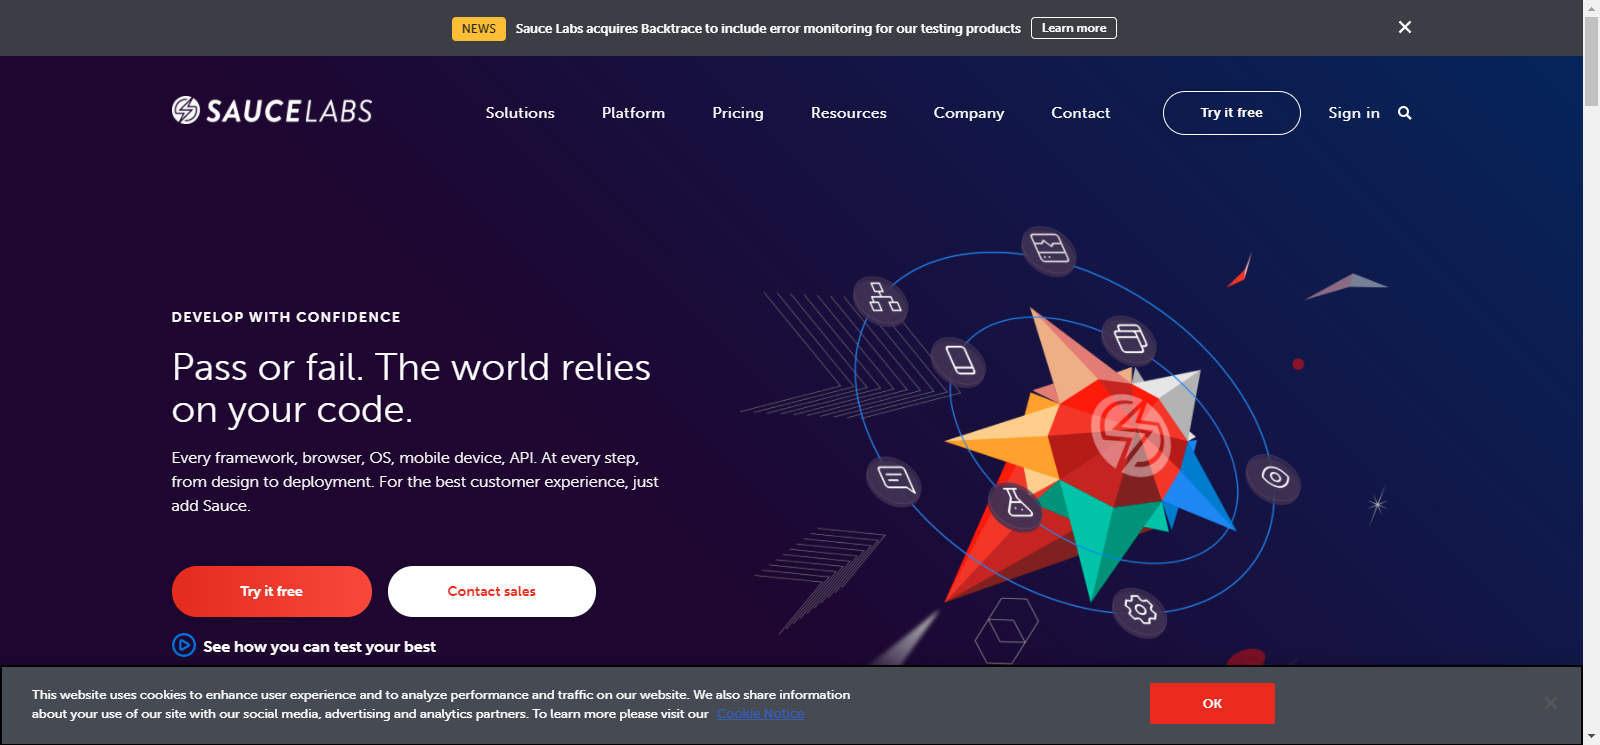 NEWS Sauce Labs acquires Backtrace to include error monitoring for our testing products Learn more
SAUCELABS Solutions Platform Pricing Resources Company Contact Try it free Sign in
DEVELOP WITH CONFIDENCE
Pass or fail. The world relies
on your code.
Every framework, browser, OS, mobile device, API. At every step,
from design to deployment. For the best customer experience, just
add Sauce.
Try it free Contact sales
See how you can test your best
This website uses cookies to enhance user experience and to analyze performance and traffic on our website. We also share information
about your use of our site with our social media, advertising and analytics partners. To learn more please visit our Cookie Notice
OK